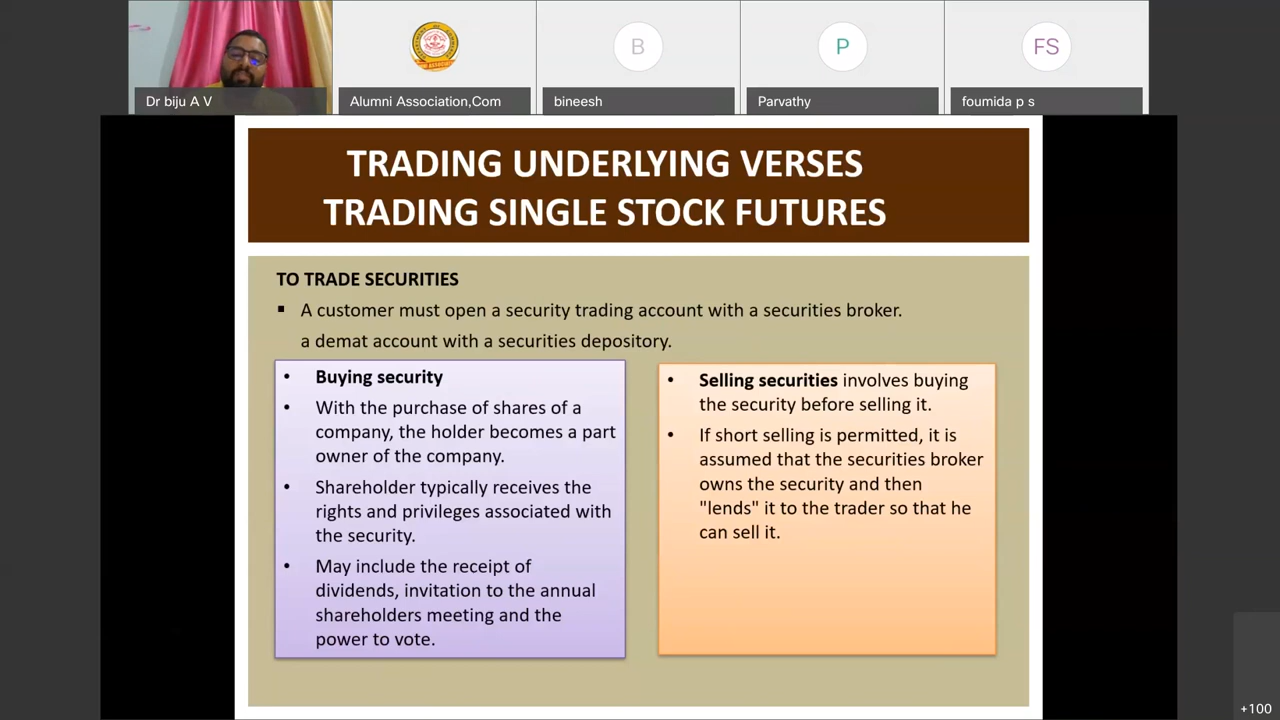 B
P
FS
Dr biju A V
Alumni Association,Com
bineesh
Parvathy
foumida p s
TRADING UNDERLYING VERSES
TRADING SINGLE STOCK FUTURES
TO TRADE SECURITIES
▪ A customer must open a security trading account with a securities broker.
a demat account with a securities depository.
• Buying security
• With the purchase of shares of a
company, the holder becomes a part
owner of the company.
• Shareholder typically receives the
rights and privileges associated with
the security.
• May include the receipt of
dividends, invitation to the annual
shareholders meeting and the
power to vote.
• Selling securities involves buying
the security before selling it.
• If short selling is permitted, it is
assumed that the securities broker
owns the security and then
"lends" it to the trader so that he
can sell it.
+100